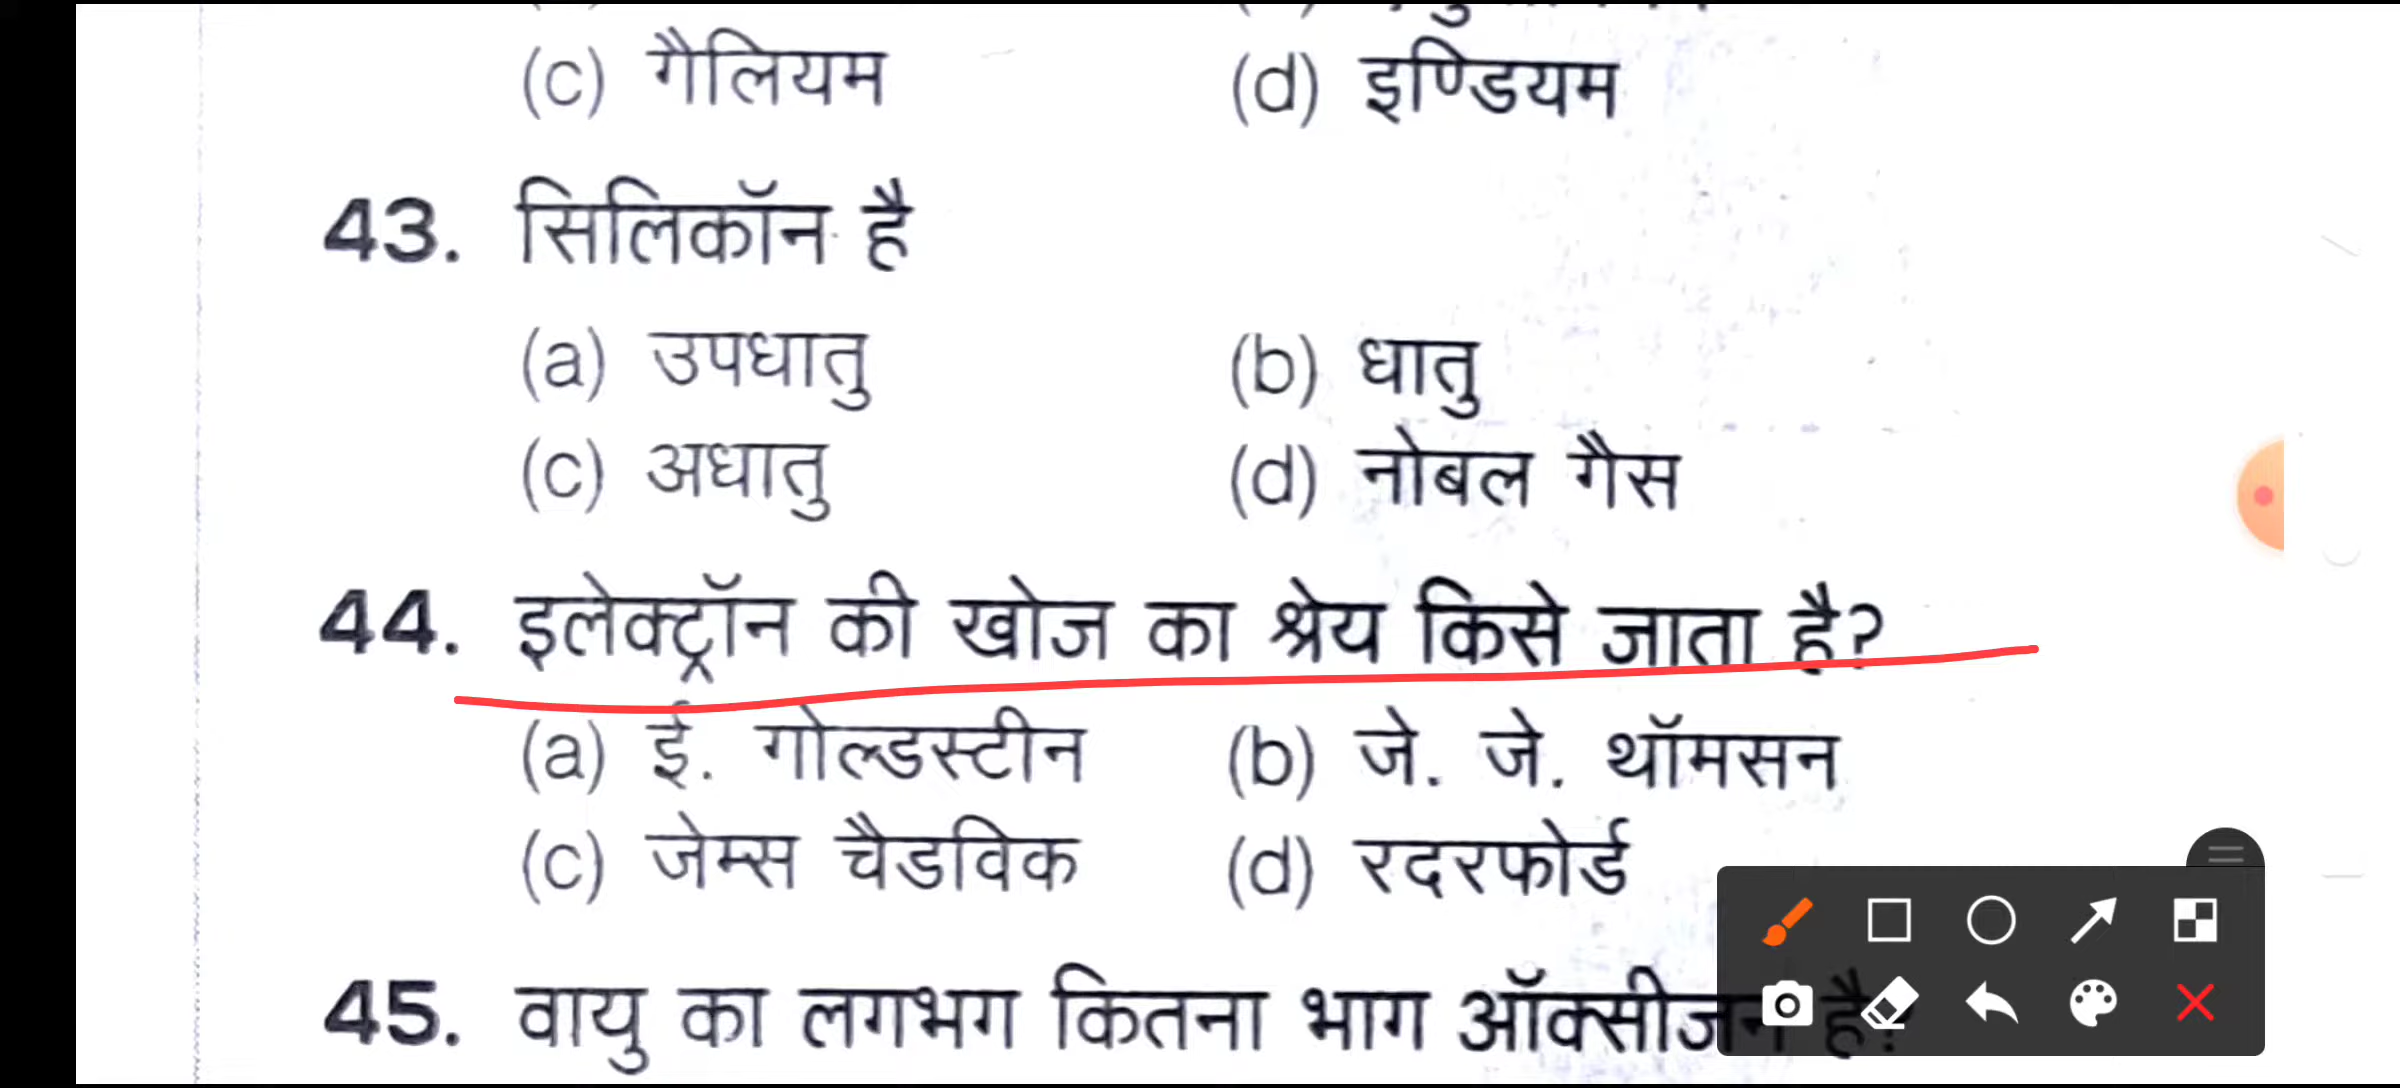 (c) गैलियम (d) इण्डियम
43. सिलिकॉन है
(a) उपधातु (b) धातु
(c) अधातु (d) नोबल गैस
44. इलेक्ट्रॉन की खोज का श्रेय किसे जाता है?
(a) ई. गोल्डस्टीन (b) जे. जे. थॉमसन
(c) जेम्स चैडविक (d) रदरफोर्ड
45. वायु का लगभग कितना भाग ऑक्सीजन है?